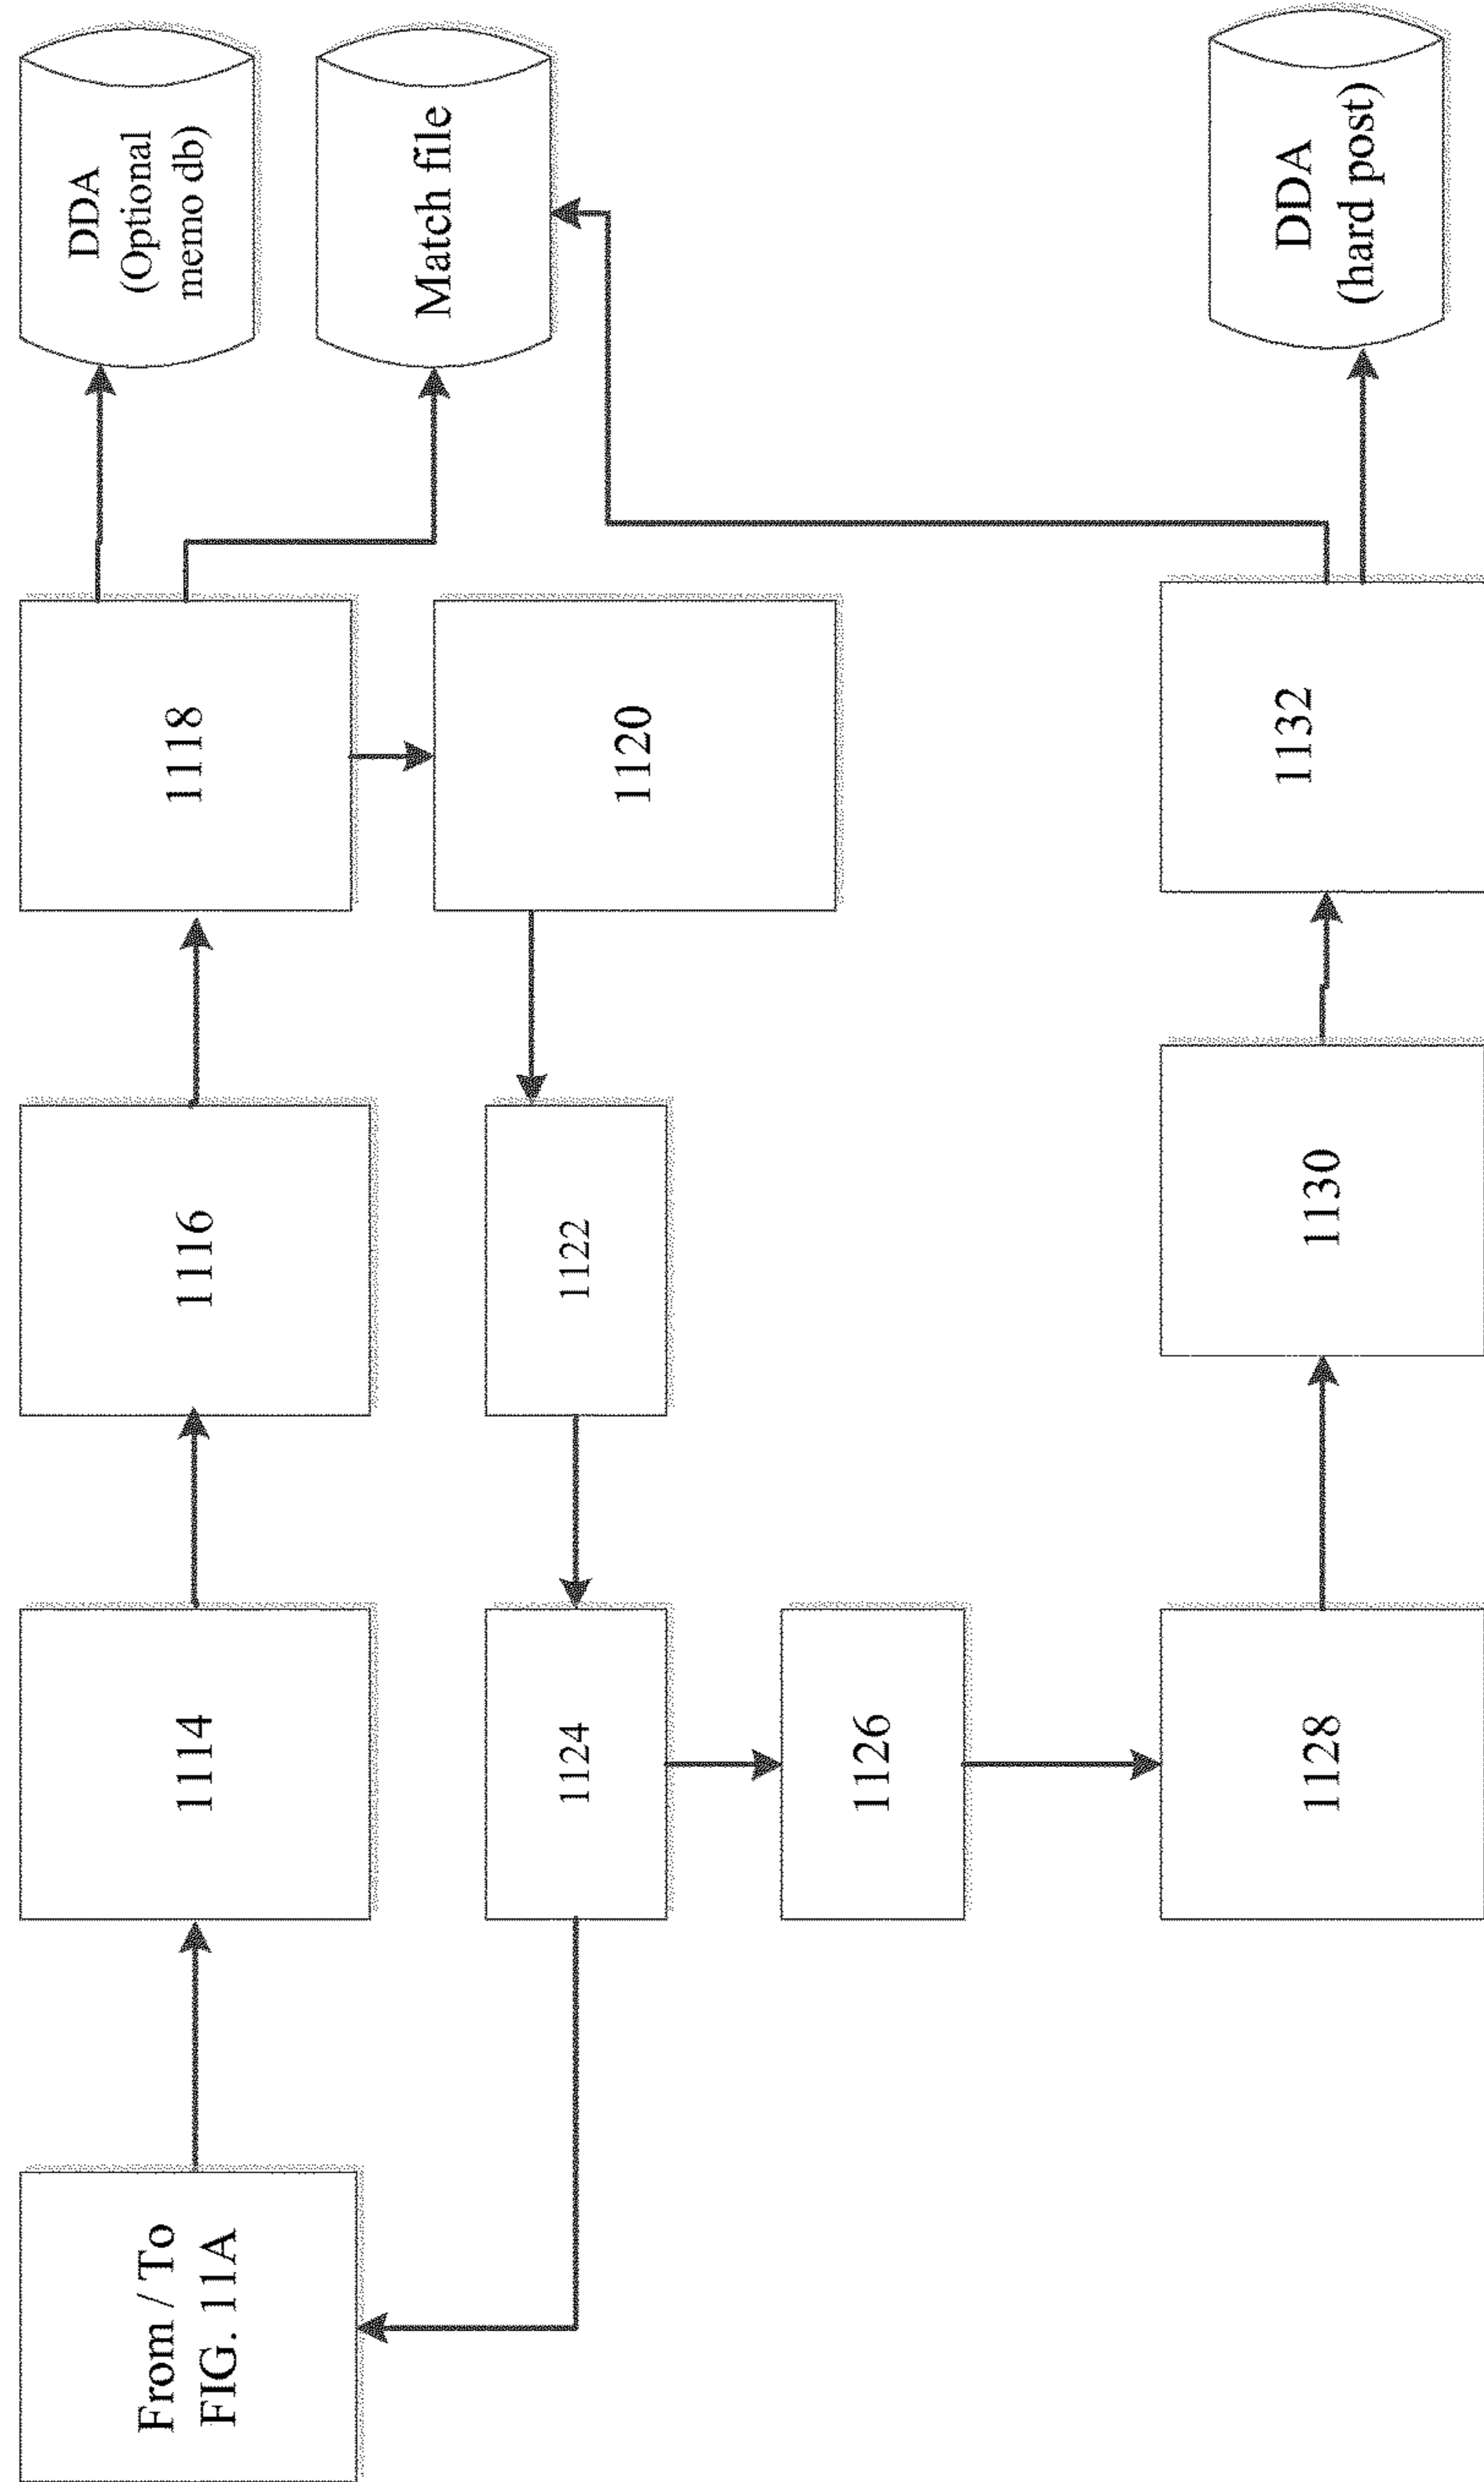 From / To
FIG. 11A
1114
1116
1118
DDA
(Optional
memo db)
Match file
1120
1122
1124
1126
1128
1130
1132
DDA
(hard post)